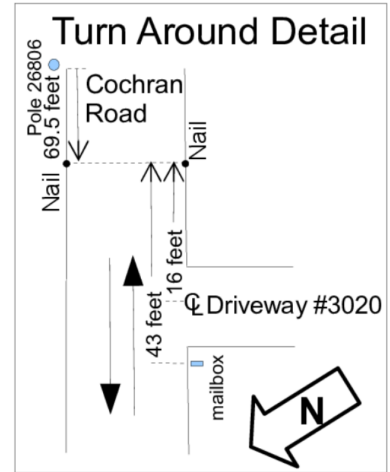 Turn Around Detail
Pole 26806
69.5 feet
Cochran
Road
Nail
Nail
16 feet
43 feet
℄ Driveway #3020
mailbox
N